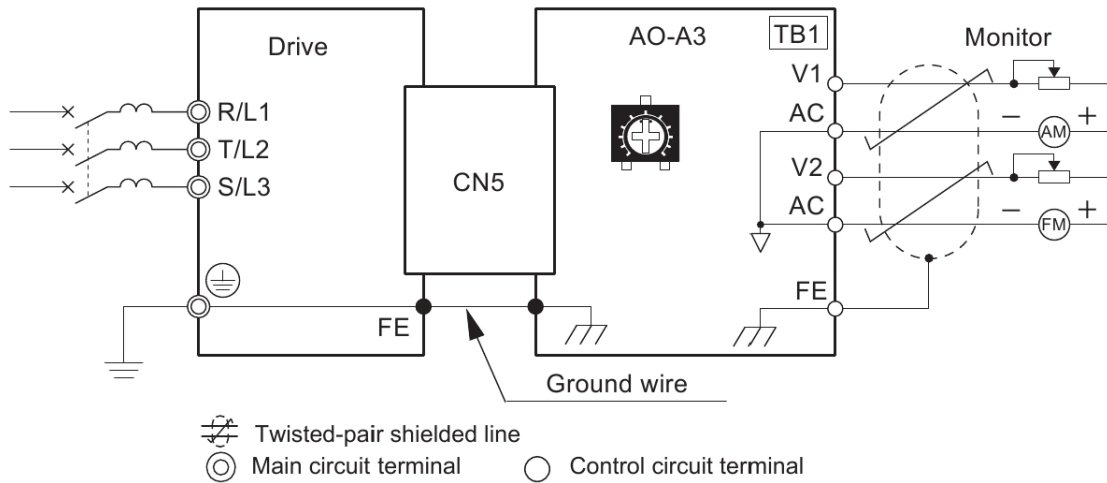 Drive
AO-A3
TB1
Monitor
V1
R/L1
AC
− AM +
T/L2
CN5
V2
S/L3
AC
− FM +
FE
FE
Ground wire
Twisted-pair shielded line
Main circuit terminal
Control circuit terminal